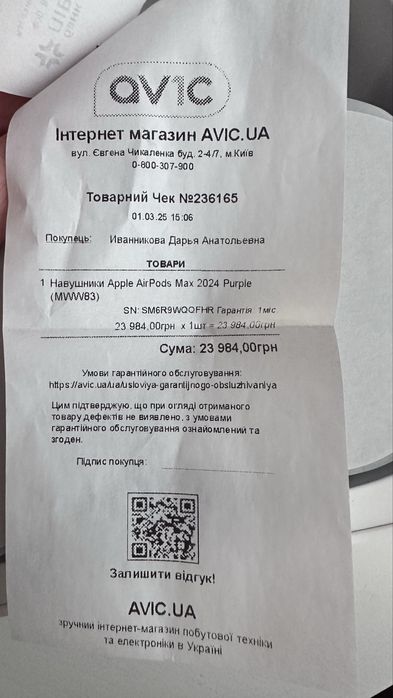 avic
Інтернет магазин AVIC.UA
вул. Євгена Чикаленка буд. 2-4/7, м.Київ
0-800-307-900
Товарний Чек №236165
01.03.25 15:06
Покупець: Иванникова Дарья Анатольевна
ТОВАРИ
1 Навушники Apple AirPods Max 2024 Purple
(MWW83)
SN: SM6R9WQQFHR Гарантія: 1міс
23 984,00грн x 1шт = 23 984,00грн
Сума: 23 984,00грн
Умови гарантійного обслуговування:
https://avic.ua/ua/usloviya-garantijnogo-obsluzhivaniya
Цим підтверджую, що при огляді отриманого
товару дефектів не виявлено, з умовами
гарантійного обслуговування ознайомлений та
згоден.
Підпис покупця:
Залишити відгук!
AVIC.UA
зручний інтернет-магазин побутової техніки
та електроніки в Україні